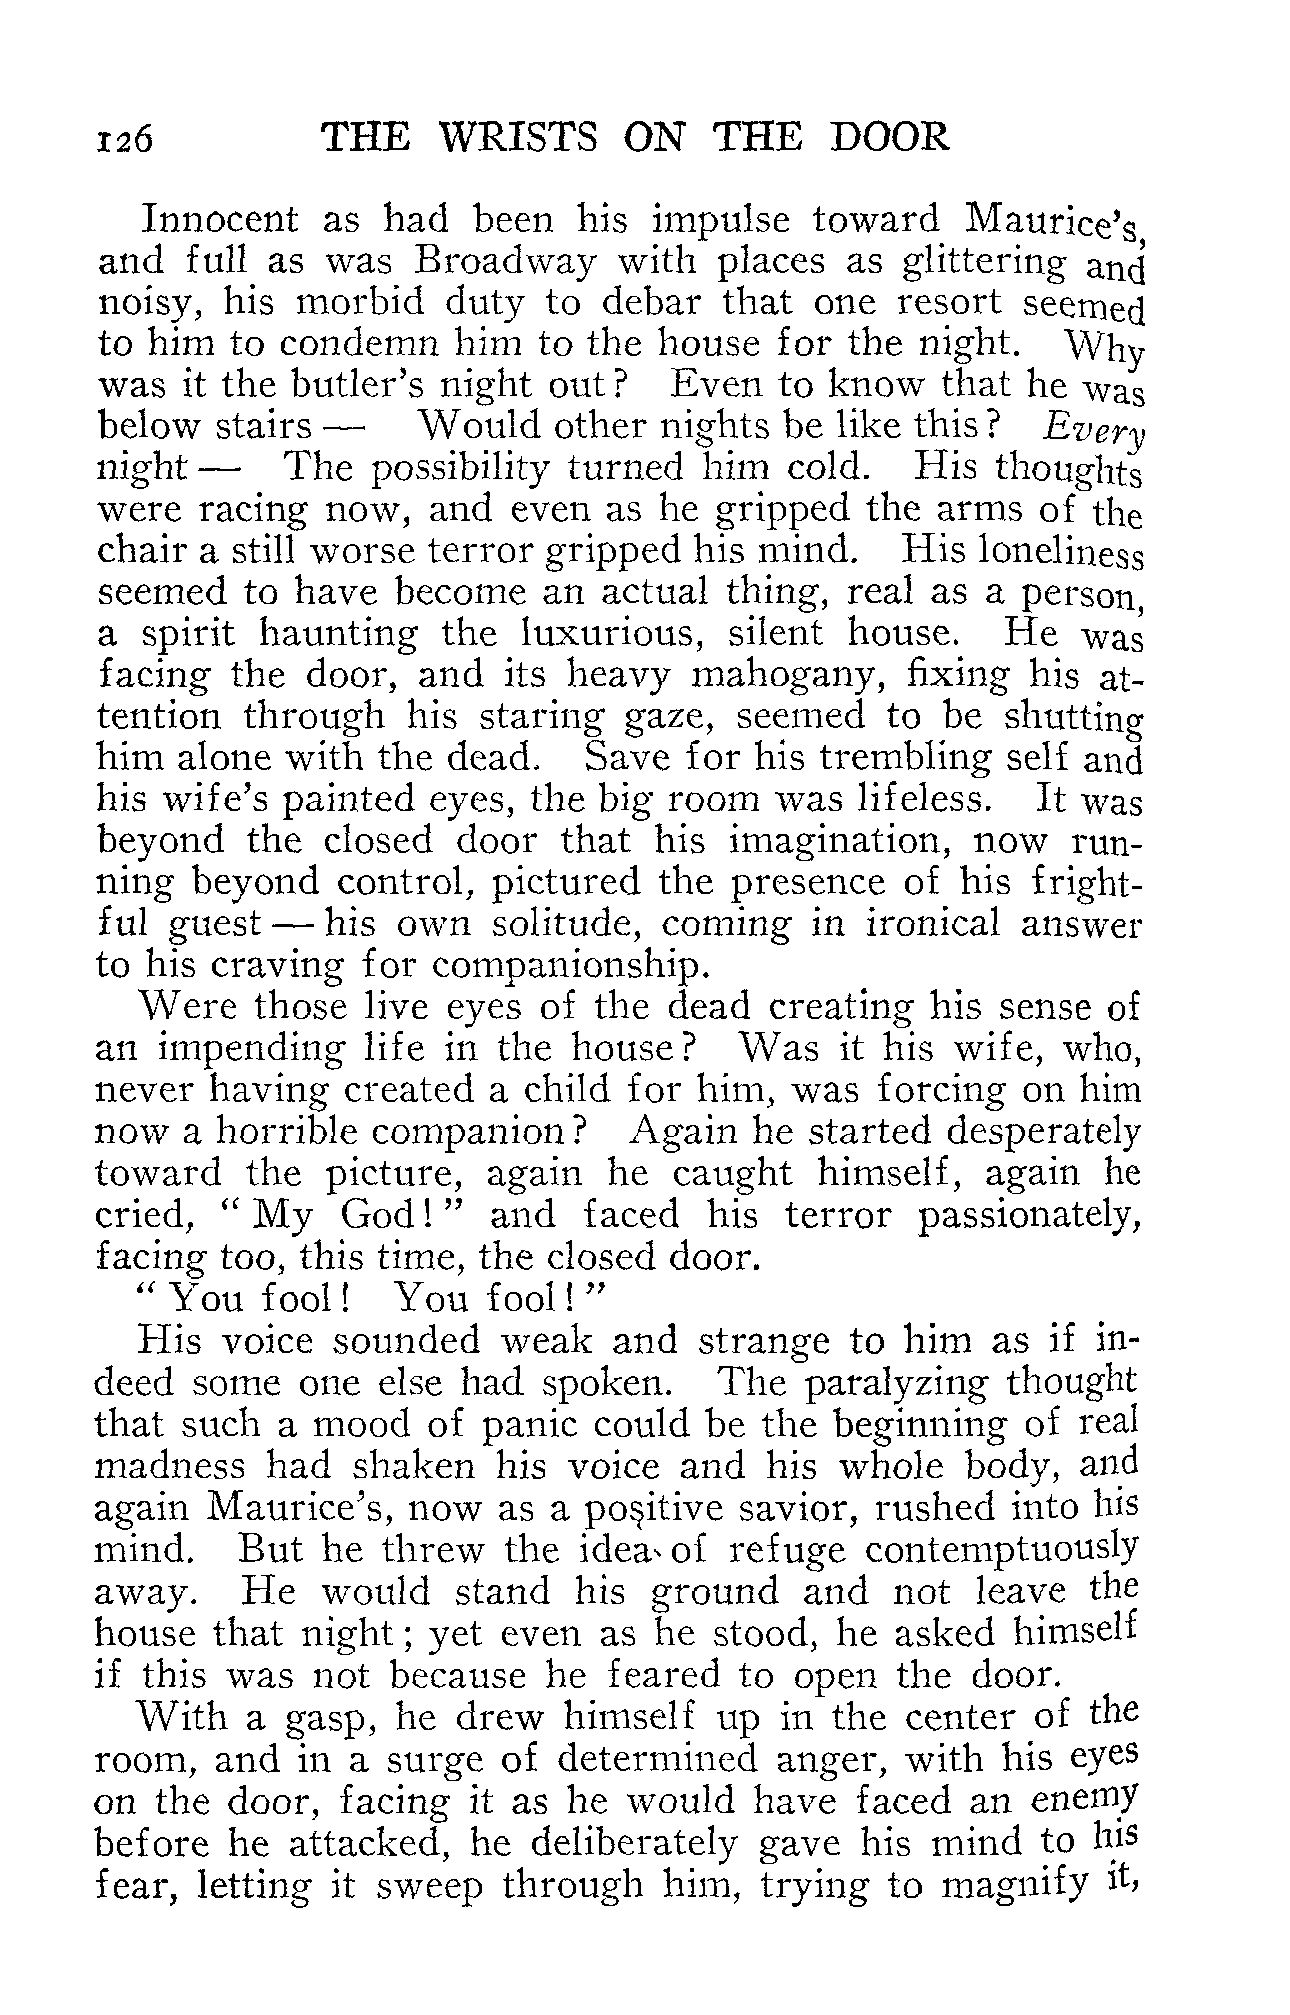 126 THE WRISTS ON THE DOOR
Innocent as had been his impulse toward Maurice's,
and full as was Broadway with places as glittering and
noisy, his morbid duty to debar that one resort seemed
to him to condemn him to the house for the night. Why
was it the butler's night out? Even to know that he was
below stairs — Would other nights be like this? Every
night — The possibility turned him cold. His thoughts
were racing now, and even as he gripped the arms of the
chair a still worse terror gripped his mind. His loneliness
seemed to have become an actual thing, real as a person,
a spirit haunting the luxurious, silent house. He was
facing the door, and its heavy mahogany, fixing his at-
tention through his staring gaze, seemed to be shutting
him alone with the dead. Save for his trembling self and
his wife's painted eyes, the big room was lifeless. It was
beyond the closed door that his imagination, now run-
ning beyond control, pictured the presence of his fright-
ful guest — his own solitude, coming in ironical answer
to his craving for companionship.
Were those live eyes of the dead creating his sense of
an impending life in the house? Was it his wife, who,
never having created a child for him, was forcing on him
now a horrible companion? Again he started desperately
toward the picture, again he caught himself, again he
cried, "My God!" and faced his terror passionately,
facing too, this time, the closed door.
"You fool! You fool!"
His voice sounded weak and strange to him as if in-
deed some one else had spoken. The paralyzing thought
that such a mood of panic could be the beginning of real
madness had shaken his voice and his whole body, and
again Maurice's, now as a positive savior, rushed into his
mind. But he threw the idea of refuge contemptuously
away. He would stand his ground and not leave the
house that night; yet even as he stood, he asked himself
if this was not because he feared to open the door.
With a gasp, he drew himself up in the center of the
room, and in a surge of determined anger, with his eyes
on the door, facing it as he would have faced an enemy
before he attacked, he deliberately gave his mind to his
fear, letting it sweep through him, trying to magnify it,